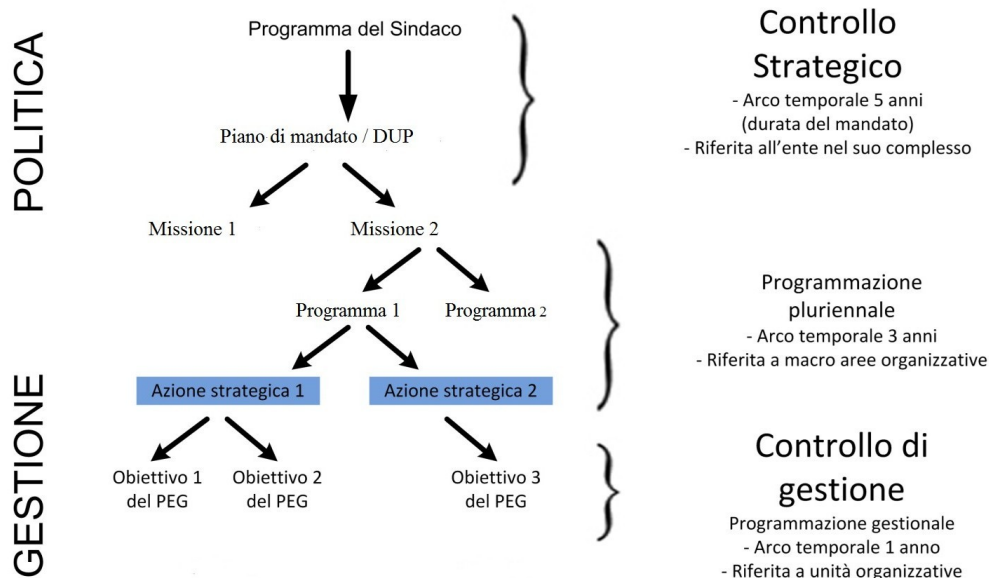 POLITICA
Programma del Sindaco
Piano di mandato / DUP
Controllo
Strategico
- Arco temporale 5 anni
(durata del mandato)
- Riferita all'ente nel suo complesso
Missione 1
Missione 2
Programma 1
Programma 2
Programmazione
pluriennale
- Arco temporale 3 anni
- Riferita a macro aree organizzative
GESTIONE
Azione strategica 1
Azione strategica 2
Obiettivo 1
del PEG
Obiettivo 2
del PEG
Obiettivo 3
del PEG
Controllo di
gestione
Programmazione gestionale
- Arco temporale 1 anno
- Riferita a unità organizzative